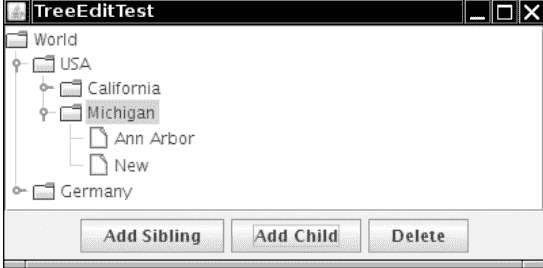 TreeEditTest
World
USA
California
Michigan
Ann Arbor
New
Germany
Add Sibling Add Child Delete